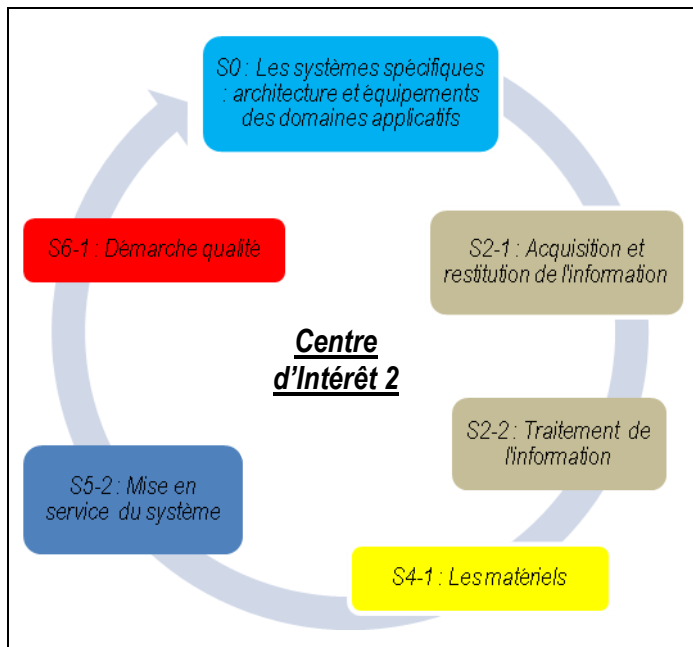 S0 : Les systèmes spécifiques
: architecture et équipements
des domaines applicatifs
S6-1 : Démarche qualité
S2-1 : Acquisition et
restitution de l'information
Centre
d'Intérêt 2
S2-2 : Traitement de
l'information
S5-2 : Mise en
service du système
S4-1 : Les matériels